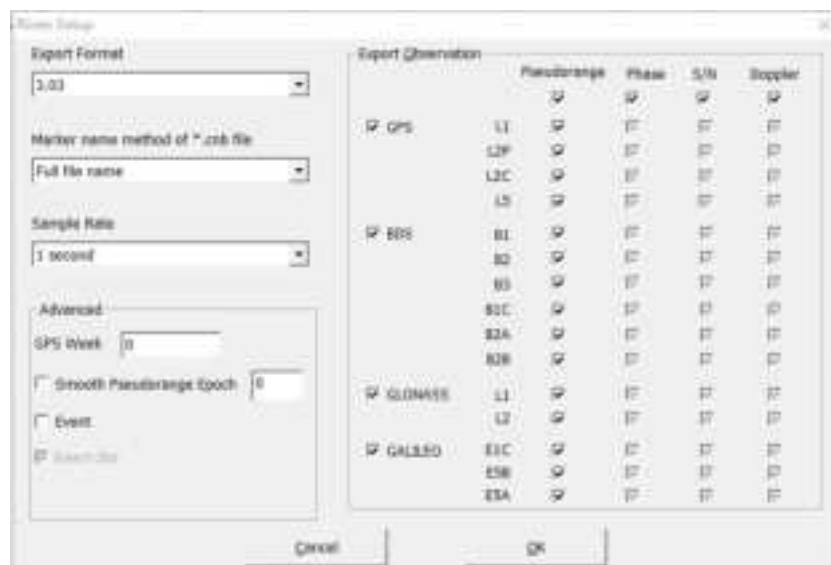 Rinex Setup
Export Format
3.03
Marker name method of *.cnb file
Full file name
Sample Rate
1 second
Advanced
GPS Week 0
Smooth Pseudorange Epoch 0
Event
Export Observation
Pseudorange Phase S/N Doppler
GPS L1
L2P
L2C
L5
BDS B1
B2
B3
B1C
B2A
B2B
GLONASS L1
L2
GALILEO E1C
E5B
E5A
Cancel OK